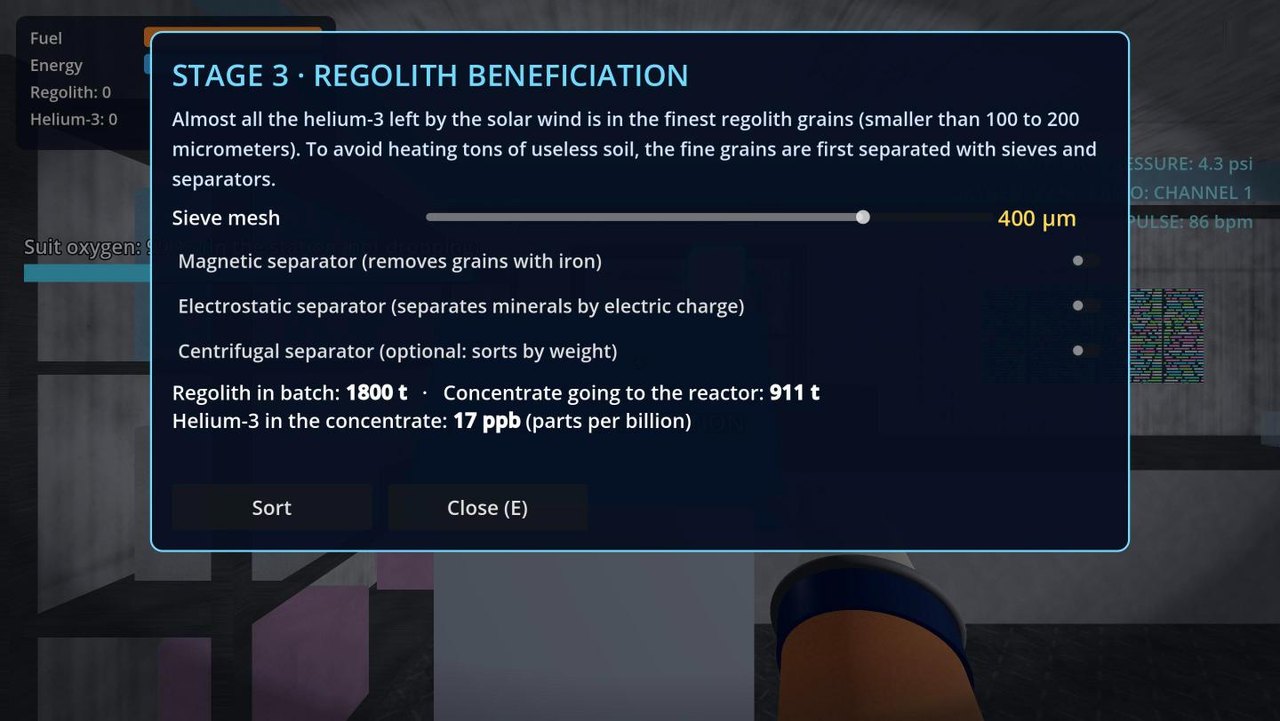 Fuel
Energy
Regolith: 0
Helium-3: 0
STAGE 3 · REGOLITH BENEFICIATION
Almost all the helium-3 left by the solar wind is in the finest regolith grains (smaller than 100 to 200
micrometers). To avoid heating tons of useless soil, the fine grains are first separated with sieves and
separators.
Sieve mesh 400 µm
Magnetic separator (removes grains with iron)
Electrostatic separator (separates minerals by electric charge)
Centrifugal separator (optional: sorts by weight)
Regolith in batch: 1800 t · Concentrate going to the reactor: 911 t
Helium-3 in the concentrate: 17 ppb (parts per billion)
Sort
Close (E)
Suit oxygen:
ESSURE: 4.3 psi
O: CHANNEL 1
PULSE: 86 bpm